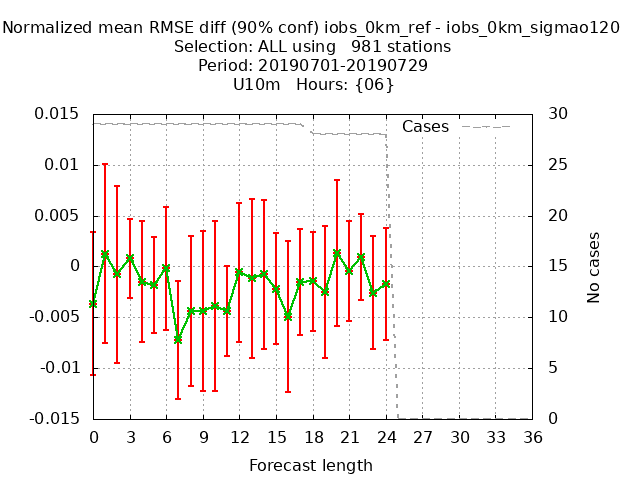 Normalized mean RMSE diff (90% conf) iobs_0km_ref - iobs_0km_sigmao120
Selection: ALL using   981 stations
Period: 20190701-20190729
U10m   Hours: {06}
0.015
0.01
0.005
0
-0.005
-0.01
-0.015
Cases
30
25
20
15
10
5
0
No cases
0 3 6 9 12 15 18 21 24 27 30 33 36
Forecast length